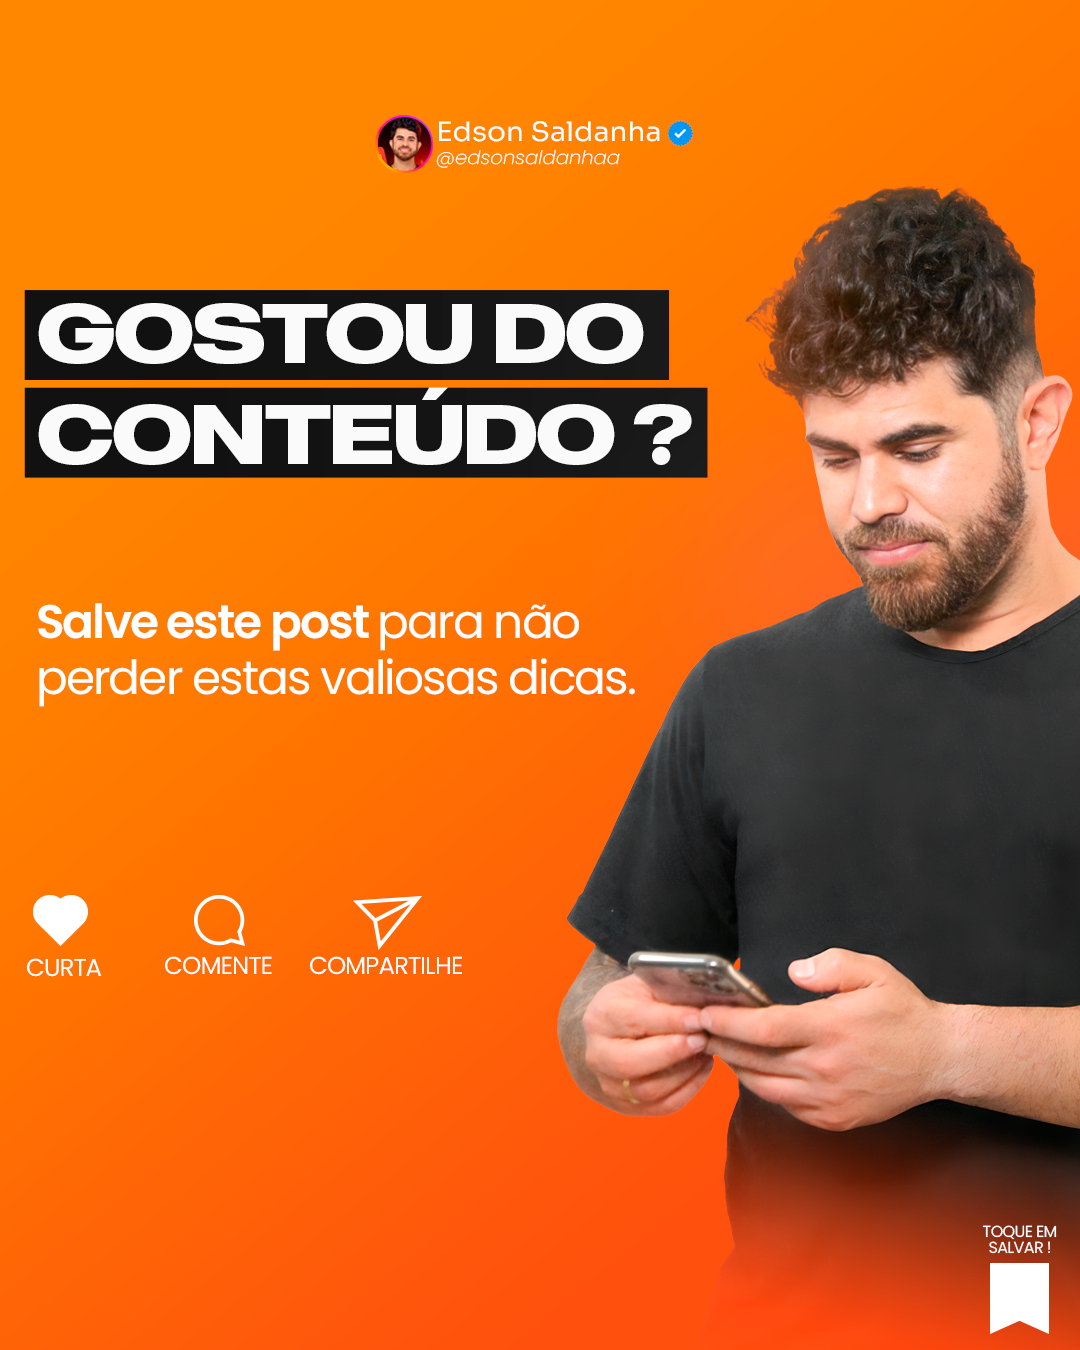 Edson Saldanha
@edsonsaldanhaa
GOSTOU DO
CONTEÚDO ?
Salve este post para não
perder estas valiosas dicas.
CURTA
COMENTE
COMPARTILHE
TOQUE EM
SALVAR !